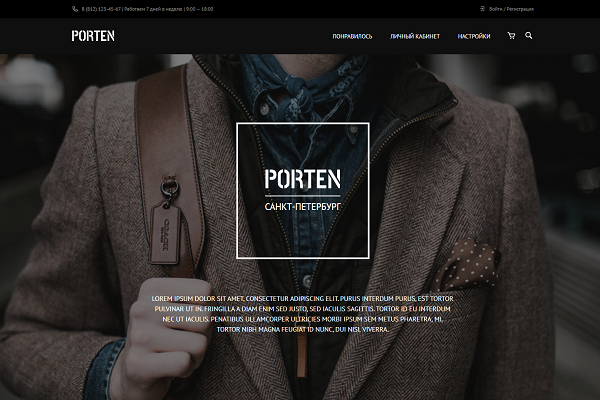 8 (812) 123-45-67 | Работаем 7 дней в неделю | 9:00 — 18:00
Войти / Регистрация
PORTEN
ПОНРАВИЛОСЬ
ЛИЧНЫЙ КАБИНЕТ
НАСТРОЙКИ
PORTEN
САНКТ-ПЕТЕРБУРГ
COACH
LOREM IPSUM DOLOR SIT AMET, CONSECTETUR ADIPISCING ELIT. PURUS INTERDUM PURUS, EST TORTOR
PULVINAR UT IN. FRINGILLA A DIAM ENIM SED JUSTO, SED IACULIS SAGITTIS. TORTOR ID EU INTERDUM
NEC UT IACULIS. PENATIBUS ULLAMCORPER ULTRICIES MORBI IPSUM SEM METUS PHARETRA, MI,
TORTOR NIBH MAGNA FEUGIAT ID NUNC, DUI NISL VIVERRA.